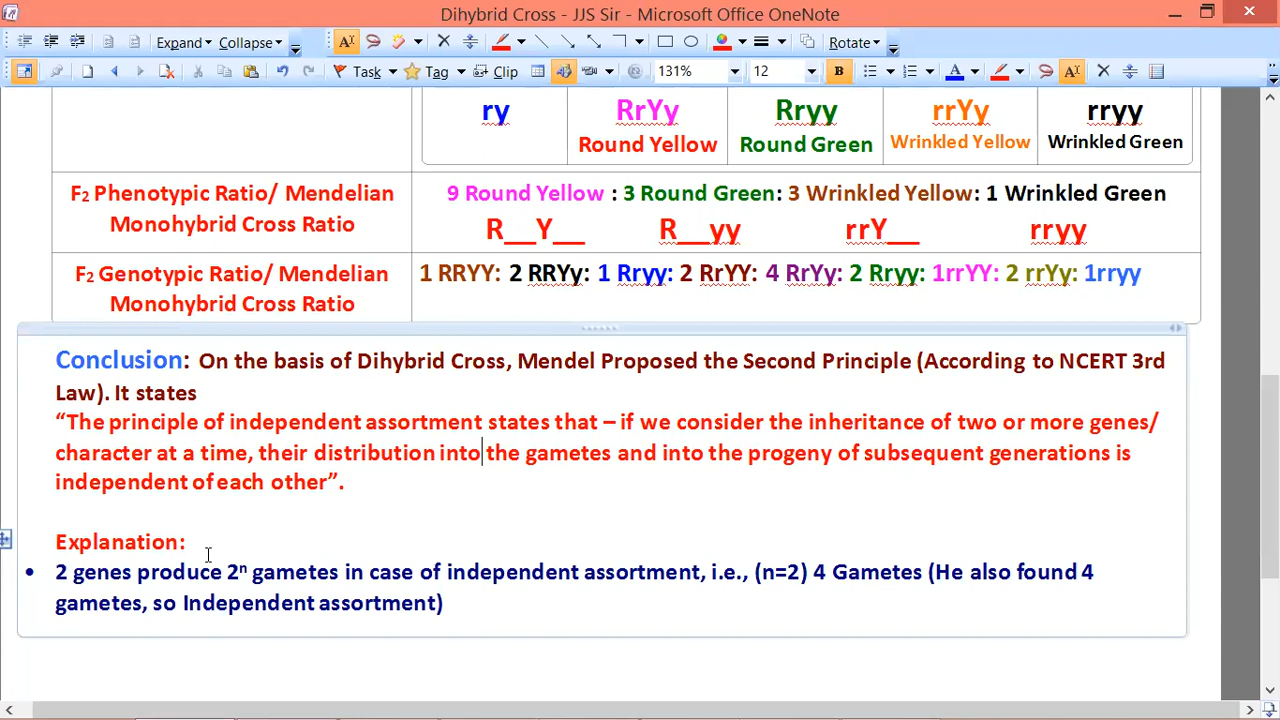 Dihybrid Cross - JJS Sir - Microsoft Office OneNote
Expand Collapse Rotate
Task Tag Clip 131% 12 B A
ry RrYy Rryy rrYy rryy
Round Yellow Round Green Wrinkled Yellow Wrinkled Green
F2 Phenotypic Ratio/ Mendelian 9 Round Yellow : 3 Round Green: 3 Wrinkled Yellow: 1 Wrinkled Green
Monohybrid Cross Ratio R__Y__ R__yy rrY__ rryy
F2 Genotypic Ratio/ Mendelian 1 RRYY: 2 RRYy: 1 Rryy: 2 RrYY: 4 RrYy: 2 Rryy: 1rrYY: 2 rrYy: 1rryy
Monohybrid Cross Ratio
Conclusion: On the basis of Dihybrid Cross, Mendel Proposed the Second Principle (According to NCERT 3rd
Law). It states
“The principle of independent assortment states that – if we consider the inheritance of two or more genes/
character at a time, their distribution into the gametes and into the progeny of subsequent generations is
independent of each other”.
Explanation:
• 2 genes produce 2ⁿ gametes in case of independent assortment, i.e., (n=2) 4 Gametes (He also found 4
gametes, so Independent assortment)